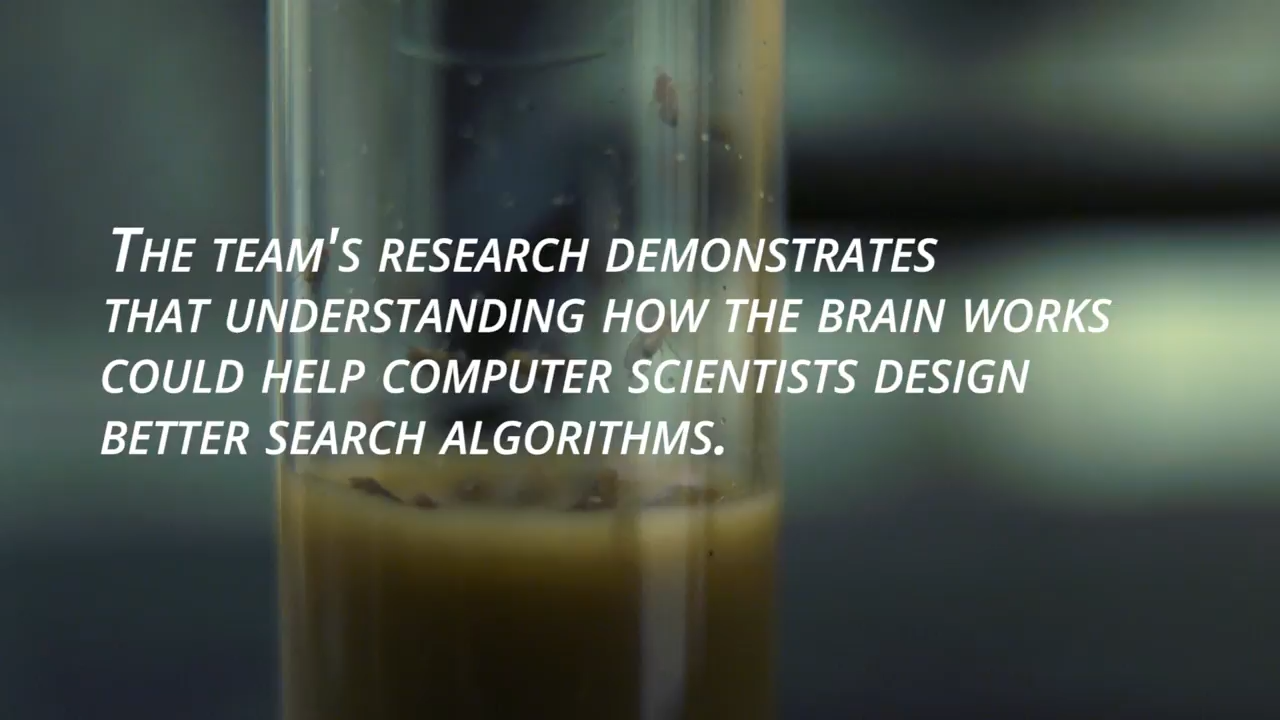 The team's research demonstrates
that understanding how the brain works
could help computer scientists design
better search algorithms.